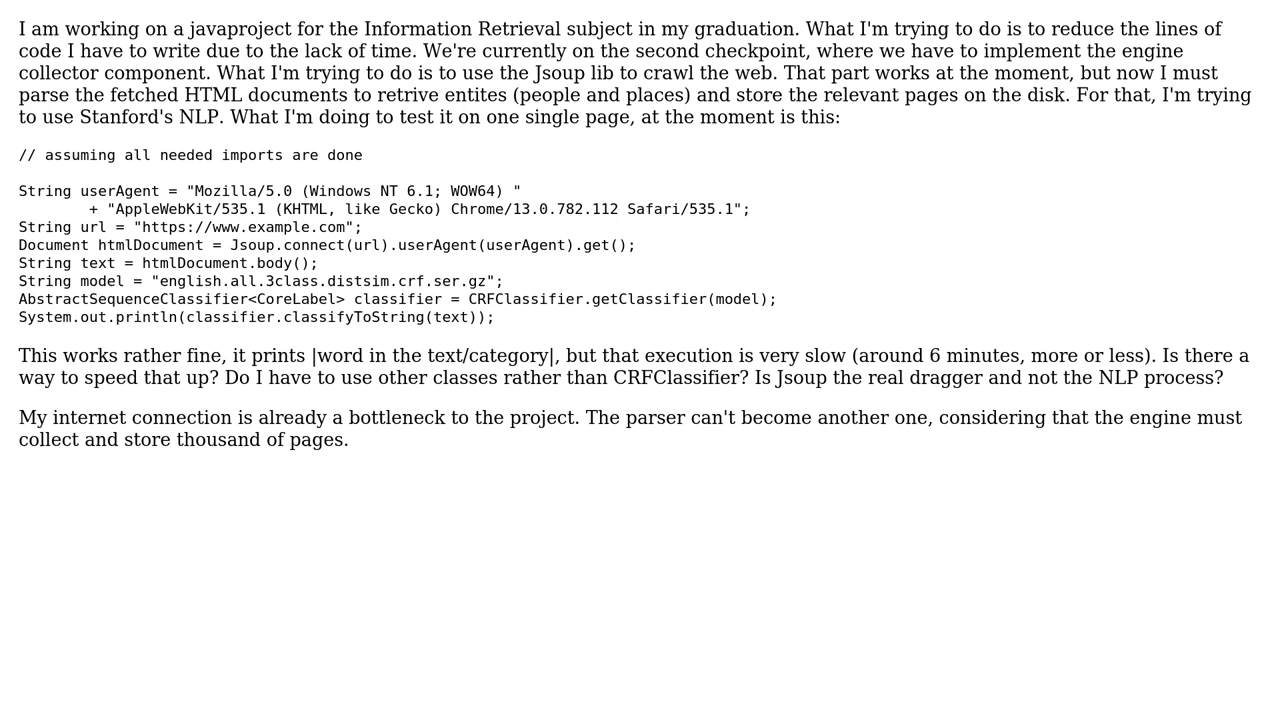 I am working on a javaproject for the Information Retrieval subject in my graduation. What I'm trying to do is to reduce the lines of
code I have to write due to the lack of time. We're currently on the second checkpoint, where we have to implement the engine
collector component. What I'm trying to do is to use the Jsoup lib to crawl the web. That part works at the moment, but now I must
parse the fetched HTML documents to retrive entites (people and places) and store the relevant pages on the disk. For that, I'm trying
to use Stanford's NLP. What I'm doing to test it on one single page, at the moment is this:
// assuming all needed imports are done
String userAgent = "Mozilla/5.0 (Windows NT 6.1; WOW64) "
        + "AppleWebKit/535.1 (KHTML, like Gecko) Chrome/13.0.782.112 Safari/535.1";
String url = "https://www.example.com";
Document htmlDocument = Jsoup.connect(url).userAgent(userAgent).get();
String text = htmlDocument.body();
String model = "english.all.3class.distsim.crf.ser.gz";
AbstractSequenceClassifier<CoreLabel> classifier = CRFClassifier.getClassifier(model);
System.out.println(classifier.classifyToString(text));
This works rather fine, it prints |word in the text/category|, but that execution is very slow (around 6 minutes, more or less). Is there a
way to speed that up? Do I have to use other classes rather than CRFClassifier? Is Jsoup the real dragger and not the NLP process?
My internet connection is already a bottleneck to the project. The parser can't become another one, considering that the engine must
collect and store thousand of pages.